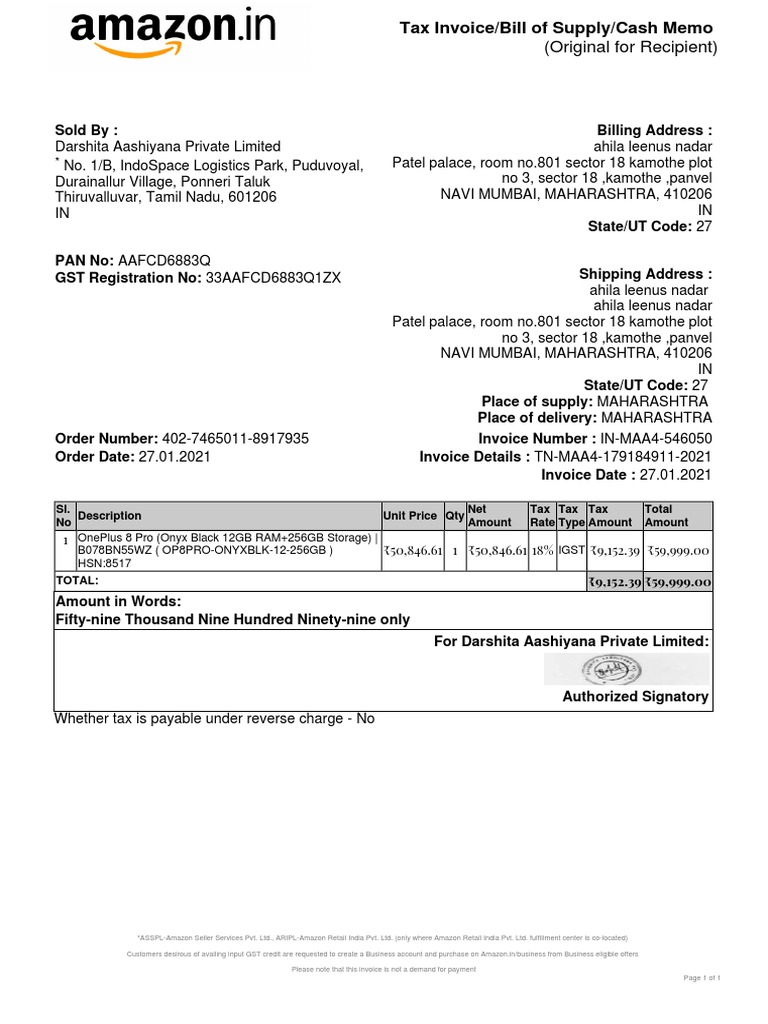 amazon.in
Tax Invoice/Bill of Supply/Cash Memo
(Original for Recipient)
Sold By :
Darshita Aashiyana Private Limited
* No. 1/B, IndoSpace Logistics Park, Puduvoyal,
Durainallur Village, Ponneri Taluk
Thiruvalluvar, Tamil Nadu, 601206
IN
PAN No: AAFCD6883Q
GST Registration No: 33AAFCD6883Q1ZX
Billing Address :
ahila leenus nadar
Patel palace, room no.801 sector 18 kamothe plot
no 3, sector 18 ,kamothe ,panvel
NAVI MUMBAI, MAHARASHTRA, 410206
IN
State/UT Code: 27
Shipping Address :
ahila leenus nadar
ahila leenus nadar
Patel palace, room no.801 sector 18 kamothe plot
no 3, sector 18 ,kamothe ,panvel
NAVI MUMBAI, MAHARASHTRA, 410206
IN
State/UT Code: 27
Place of supply: MAHARASHTRA
Place of delivery: MAHARASHTRA
Order Number: 402-7465011-8917935
Order Date: 27.01.2021
Invoice Number : IN-MAA4-546050
Invoice Details : TN-MAA4-179184911-2021
Invoice Date : 27.01.2021
Sl. No Description Unit Price Qty Net Amount Tax Rate Tax Type Tax Amount Total Amount
1 OnePlus 8 Pro (Onyx Black 12GB RAM+256GB Storage) |
B078BN55WZ ( OP8PRO-ONYXBLK-12-256GB ) ₹50,846.61 1 ₹50,846.61 18% IGST ₹9,152.39 ₹59,999.00
HSN:8517
TOTAL: ₹9,152.39 ₹59,999.00
Amount in Words:
Fifty-nine Thousand Nine Hundred Ninety-nine only
For Darshita Aashiyana Private Limited:
Authorized Signatory
Whether tax is payable under reverse charge - No
*ASSPL-Amazon Seller Services Pvt. Ltd., ARIPL-Amazon Retail India Pvt. Ltd. (only where Amazon Retail India Pvt. Ltd. fulfillment center is co-located)
Customers desirous of availing input GST credit are requested to create a Business account and purchase on Amazon.in/business from Business eligible offers
Please note that this invoice is not a demand for payment
Page 1 of 1